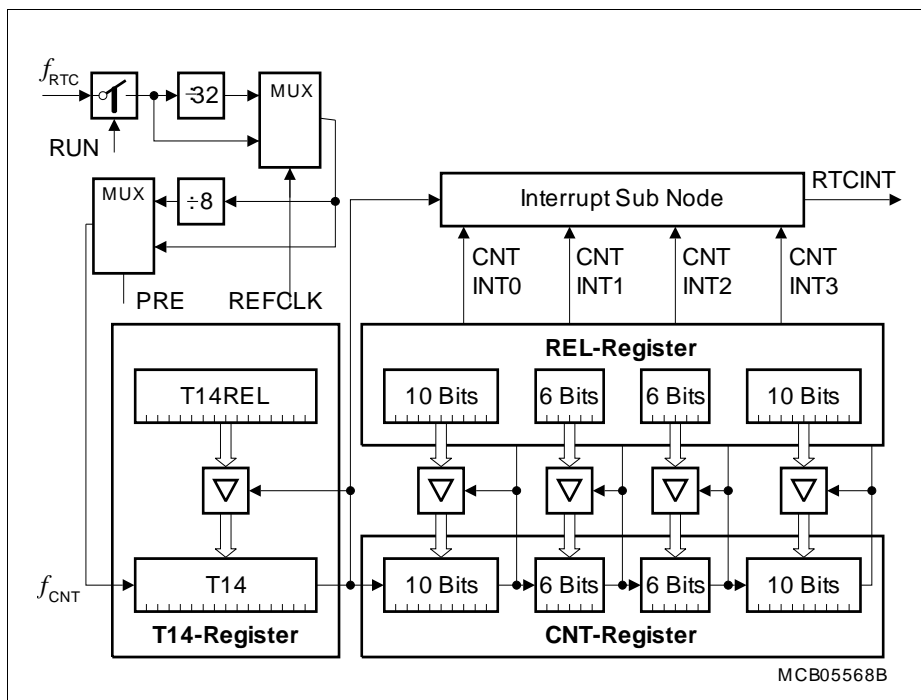 fRTC
÷32
MUX
RUN
MUX
÷8
Interrupt Sub Node
RTCINT
CNT
INT0
CNT
INT1
CNT
INT2
CNT
INT3
PRE
REFCLK
REL-Register
T14REL
10 Bits
6 Bits
6 Bits
10 Bits
fCNT
T14
10 Bits
6 Bits
6 Bits
10 Bits
T14-Register
CNT-Register
MCB05568B